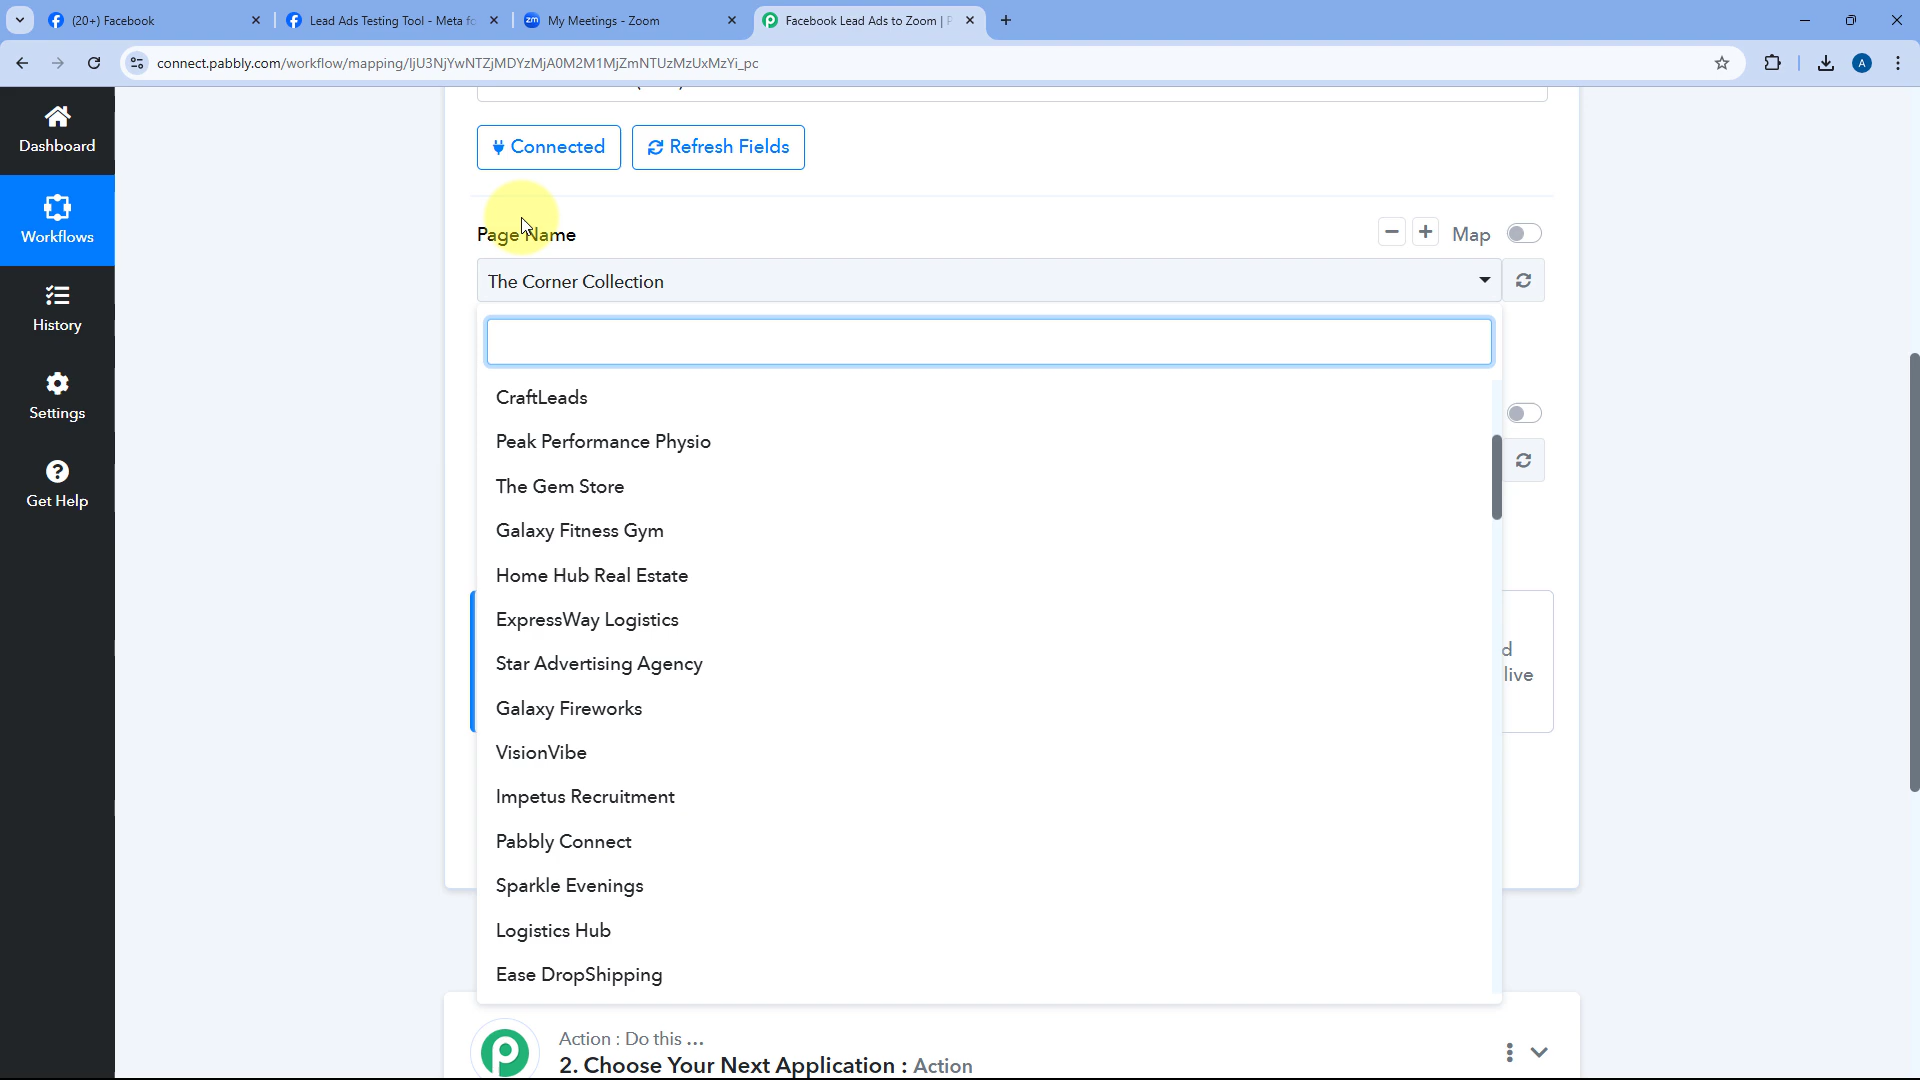 (20+) Facebook
Lead Ads Testing Tool - Meta fo
zm My Meetings - Zoom
Facebook Lead Ads to Zoom |
connect.pabbly.com/workflow/mapping/IjU3NjYwNTZjMDYzMjA0M2M1MjZmNTUzMzUxMzYi_pc
A
Dashboard
Workflows
History
Settings
Get Help
Connected
Refresh Fields
Page Name
Map
The Corner Collection
CraftLeads
Peak Performance Physio
The Gem Store
Galaxy Fitness Gym
Home Hub Real Estate
ExpressWay Logistics
Star Advertising Agency
Galaxy Fireworks
VisionVibe
Impetus Recruitment
Pabbly Connect
Sparkle Evenings
Logistics Hub
Ease DropShipping
d
live
Action : Do this ...
2. Choose Your Next Application : Action